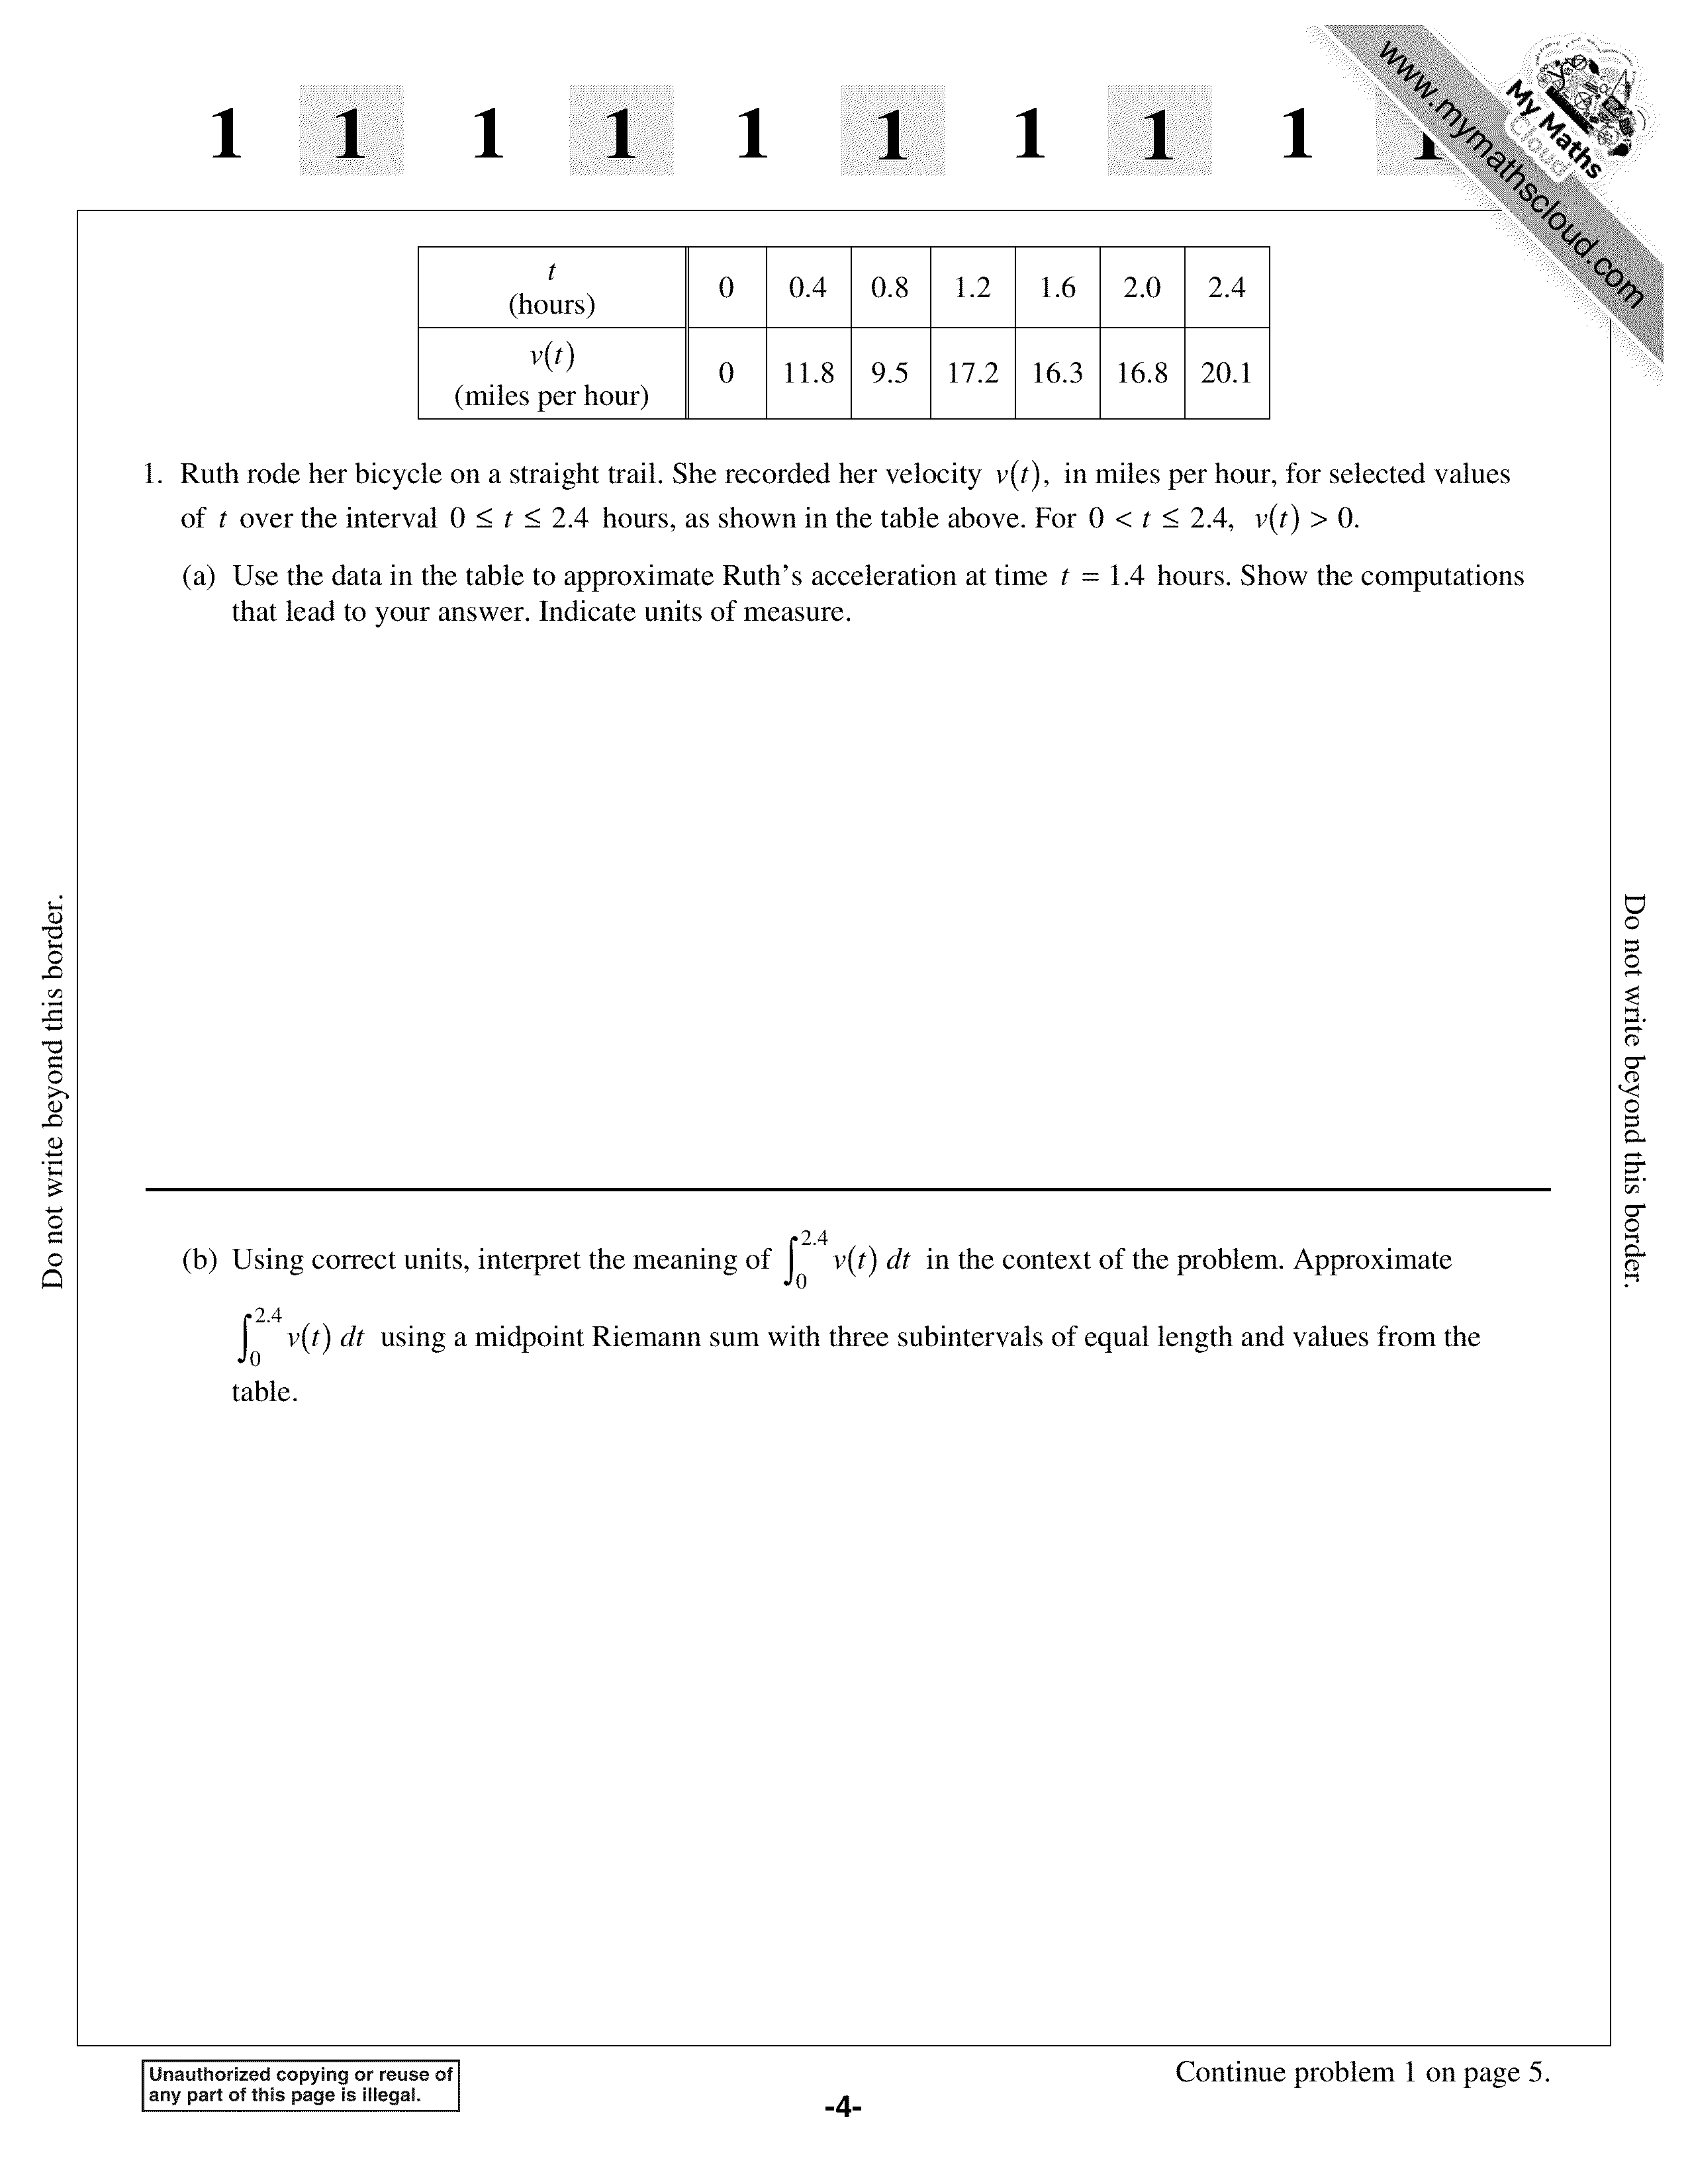 1 1 1 1 1 1 1 1 1 1
www.mymathscloud.com
My Maths
Cloud
t
(hours) 0 0.4 0.8 1.2 1.6 2.0 2.4
v(t)
(miles per hour) 0 11.8 9.5 17.2 16.3 16.8 20.1
1. Ruth rode her bicycle on a straight trail. She recorded her velocity v(t), in miles per hour, for selected values
of t over the interval 0 ≤ t ≤ 2.4 hours, as shown in the table above. For 0 < t ≤ 2.4, v(t) > 0.
(a) Use the data in the table to approximate Ruth’s acceleration at time t = 1.4 hours. Show the computations
that lead to your answer. Indicate units of measure.
Do not write beyond this border.
Do not write beyond this border.
(b) Using correct units, interpret the meaning of ∫₀^2.4 v(t) dt in the context of the problem. Approximate
∫₀^2.4 v(t) dt using a midpoint Riemann sum with three subintervals of equal length and values from the
table.
Unauthorized copying or reuse of
any part of this page is illegal.
Continue problem 1 on page 5.
-4-